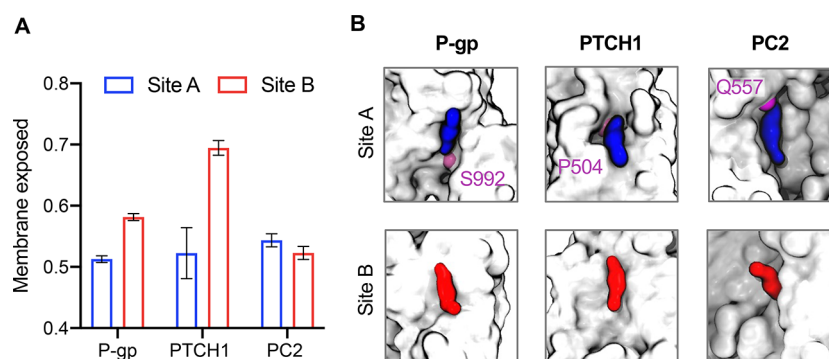 A
B
P-gp
PTCH1
PC2
Site A
Site B
0.8
0.7
0.6
0.5
0.4
Membrane exposed
P-gp
PTCH1
PC2
Site A
S992
P504
Q557
Site B